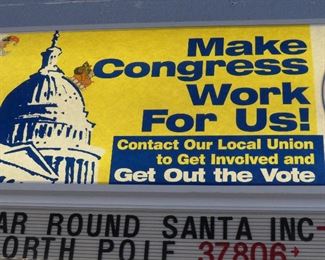 Make
Congress
Work
For Us!
Contact Our Local Union
to Get Involved and
Get Out the Vote
AR ROUND SANTA INC
ORTH POLE 37806→